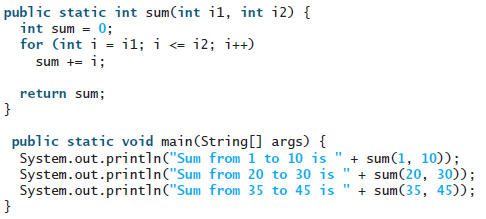 public static int sum(int i1, int i2) {
  int sum = 0;
  for (int i = i1; i <= i2; i++)
    sum += i;

  return sum;
}

 public static void main(String[] args) {
  System.out.println("Sum from 1 to 10 is " + sum(1, 10));
  System.out.println("Sum from 20 to 30 is " + sum(20, 30));
  System.out.println("Sum from 35 to 45 is " + sum(35, 45));
}